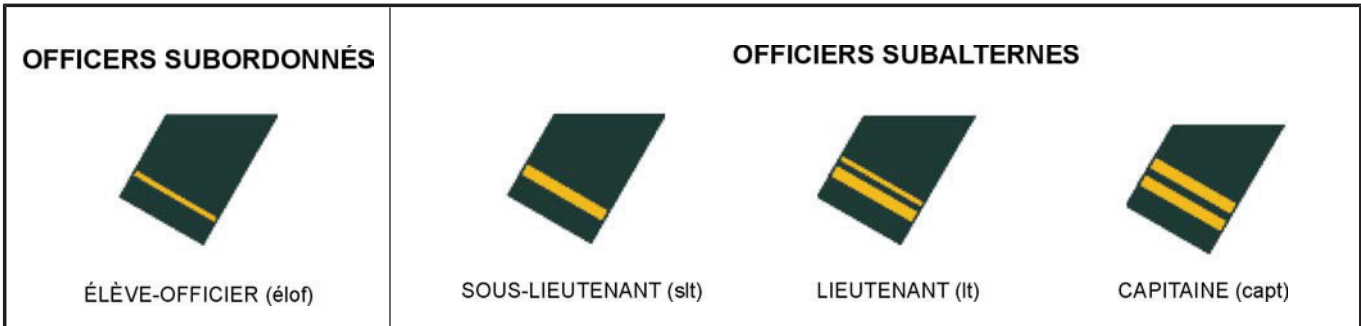 OFFICERS SUBORDONNÉS
ÉLÈVE-OFFICIER (élof)
OFFICIERS SUBALTERNES
SOUS-LIEUTENANT (slt)
LIEUTENANT (lt)
CAPITAINE (capt)